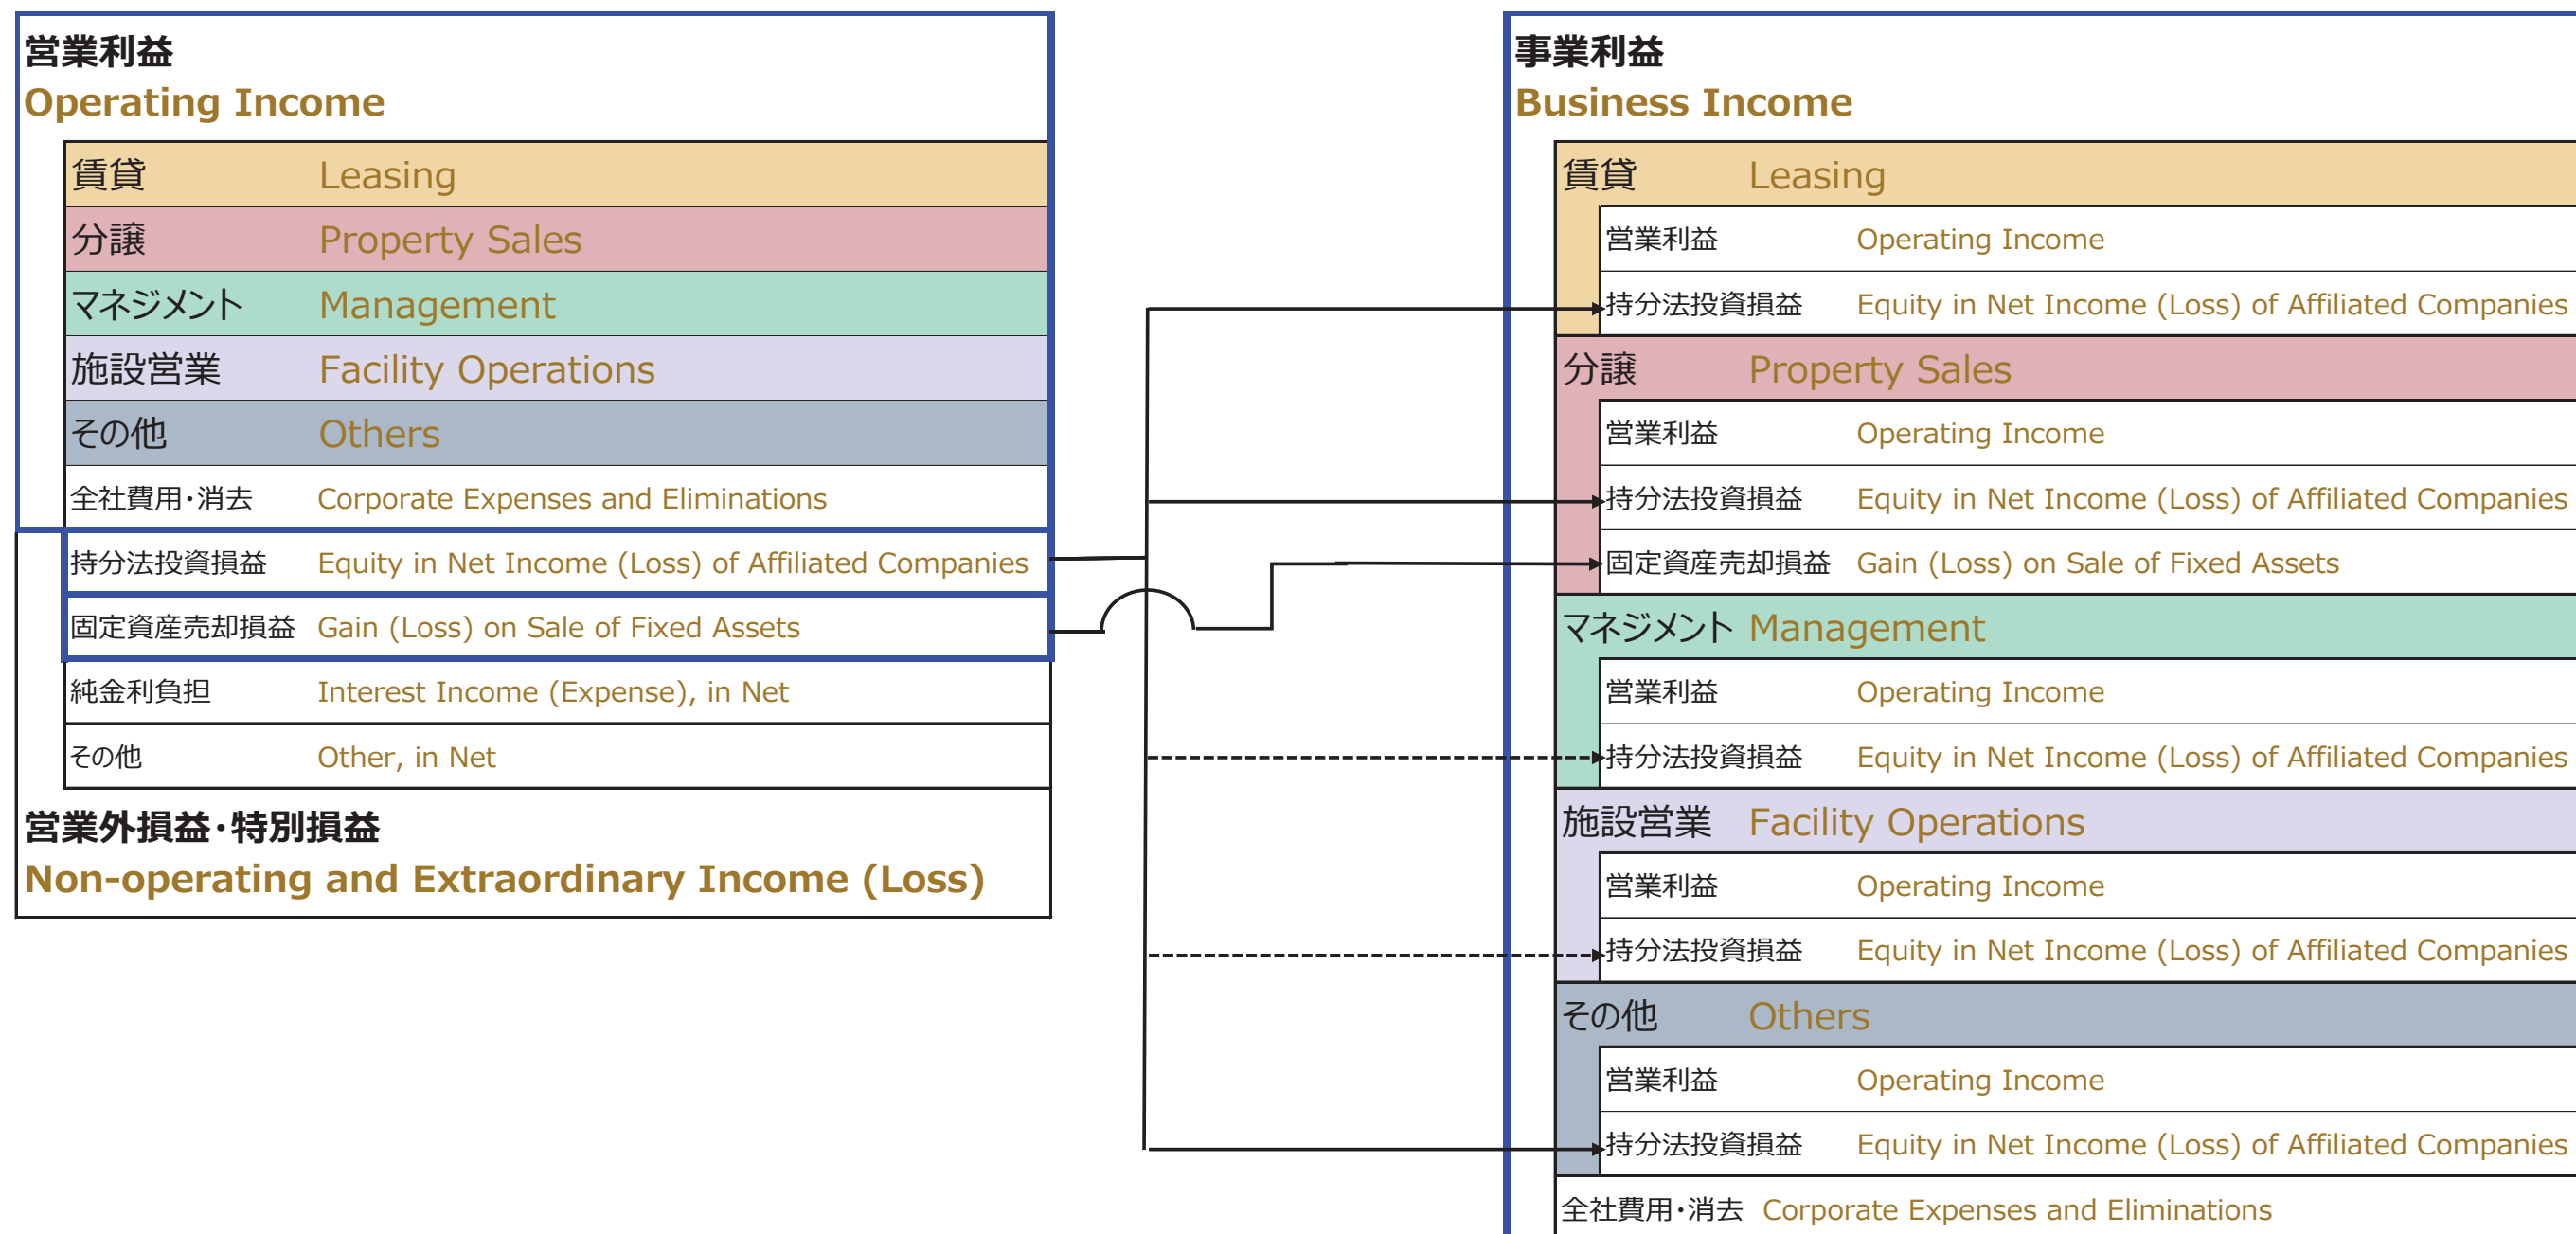 営業利益
Operating Income
賃貸 Leasing
分譲 Property Sales
マネジメント Management
施設営業 Facility Operations
その他 Others
全社費用・消去 Corporate Expenses and Eliminations
持分法投資損益 Equity in Net Income (Loss) of Affiliated Companies
固定資産売却損益 Gain (Loss) on Sale of Fixed Assets
純金利負担 Interest Income (Expense), in Net
その他 Other, in Net
営業外損益・特別損益
Non-operating and Extraordinary Income (Loss)
事業利益
Business Income
賃貸 Leasing
営業利益 Operating Income
持分法投資損益 Equity in Net Income (Loss) of Affiliated Companies
分譲 Property Sales
営業利益 Operating Income
持分法投資損益 Equity in Net Income (Loss) of Affiliated Companies
固定資産売却損益 Gain (Loss) on Sale of Fixed Assets
マネジメント Management
営業利益 Operating Income
持分法投資損益 Equity in Net Income (Loss) of Affiliated Companies
施設営業 Facility Operations
営業利益 Operating Income
持分法投資損益 Equity in Net Income (Loss) of Affiliated Companies
その他 Others
営業利益 Operating Income
持分法投資損益 Equity in Net Income (Loss) of Affiliated Companies
全社費用・消去 Corporate Expenses and Eliminations